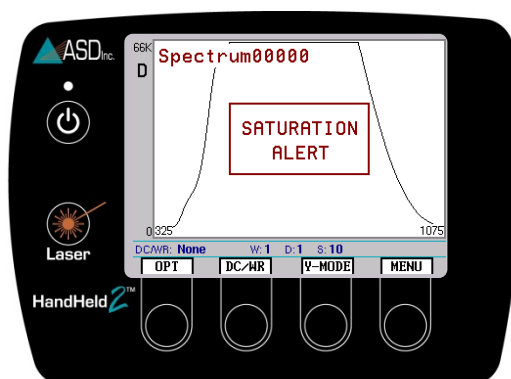 ASD Inc.
66K
D
Spectrum00000
SATURATION
ALERT
0 325
1075
DC/WR: None W: 1 D: 1 S: 10
OPT DC/WR Y-MODE MENU
Laser
HandHeld 2™